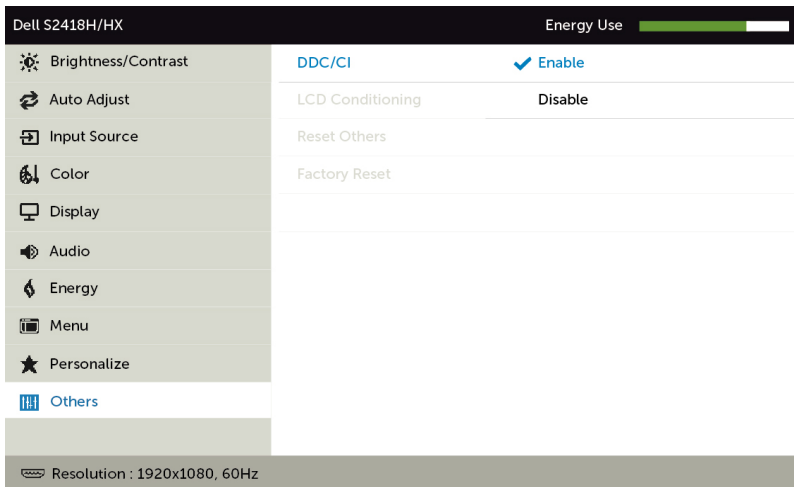 Dell S2418H/HX
Energy Use
Brightness/Contrast
Auto Adjust
Input Source
Color
Display
Audio
Energy
Menu
Personalize
Others
DDC/CI
LCD Conditioning
Reset Others
Factory Reset
Enable
Disable
Resolution : 1920x1080, 60Hz